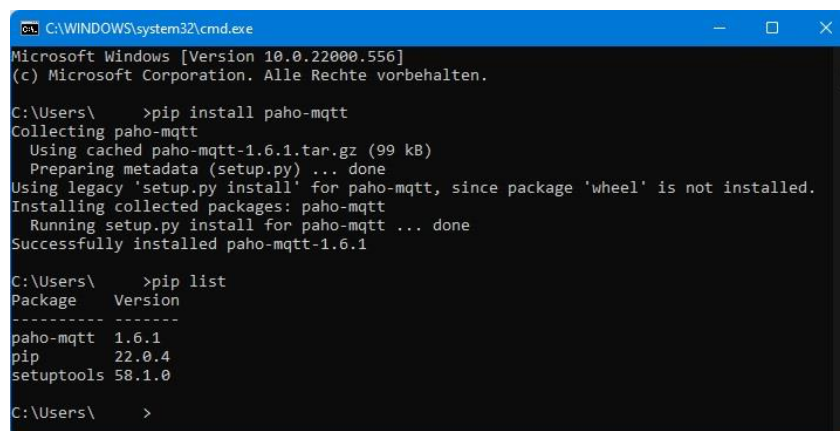 C:\WINDOWS\system32\cmd.exe
Microsoft Windows [Version 10.0.22000.556]
(c) Microsoft Corporation. Alle Rechte vorbehalten.
C:\Users\      >pip install paho-mqtt
Collecting paho-mqtt
  Using cached paho-mqtt-1.6.1.tar.gz (99 kB)
  Preparing metadata (setup.py) ... done
Using legacy 'setup.py install' for paho-mqtt, since package 'wheel' is not installed.
Installing collected packages: paho-mqtt
  Running setup.py install for paho-mqtt ... done
Successfully installed paho-mqtt-1.6.1
C:\Users\      >pip list
Package    Version
---------- -------
paho-mqtt  1.6.1
pip        22.0.4
setuptools 58.1.0
C:\Users\      >